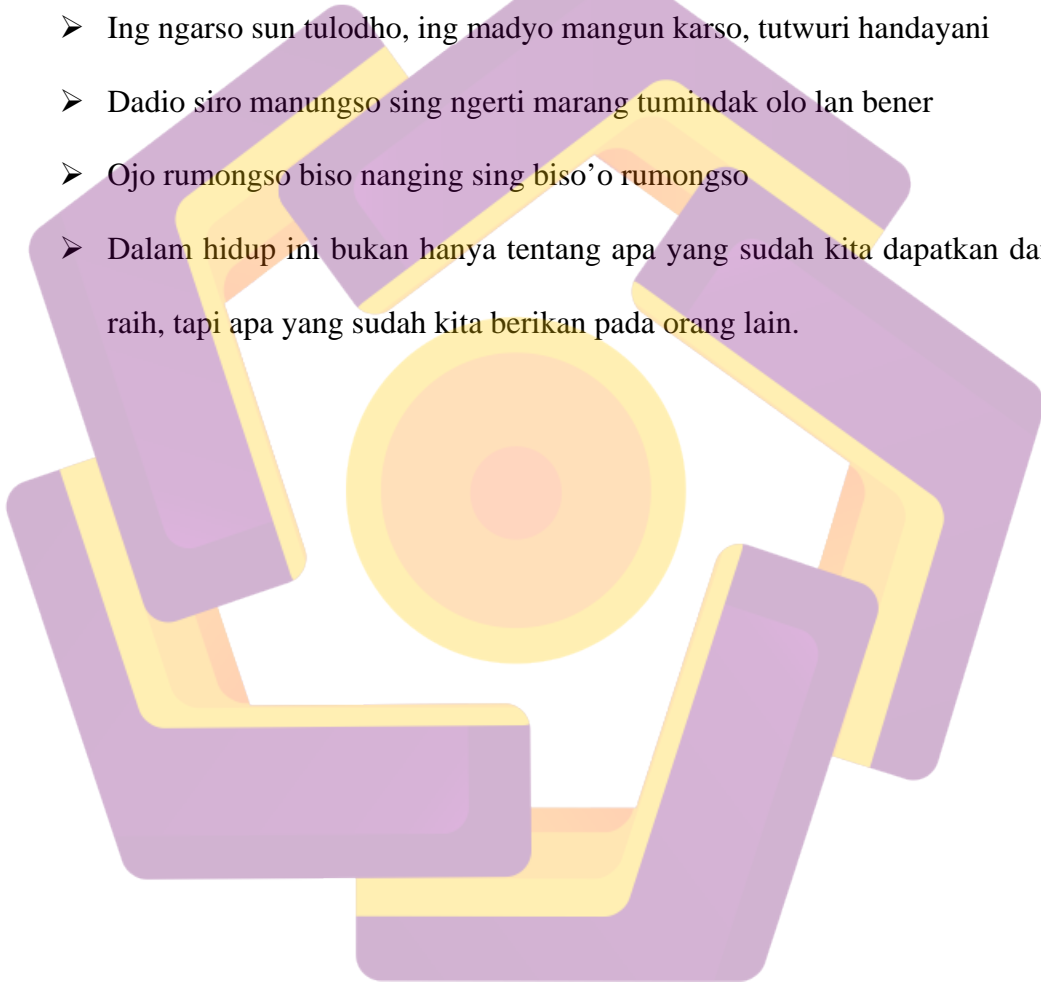 ➢ Ing ngarso sun tulodho, ing madyo mangun karso, tutwuri handayani
➢ Dadio siro manungso sing ngerti marang tumindak olo lan bener
➢ Ojo rumongso biso nanging sing biso’o rumongso
➢ Dalam hidup ini bukan hanya tentang apa yang sudah kita dapatkan
raih, tapi apa yang sudah kita berikan pada orang lain.